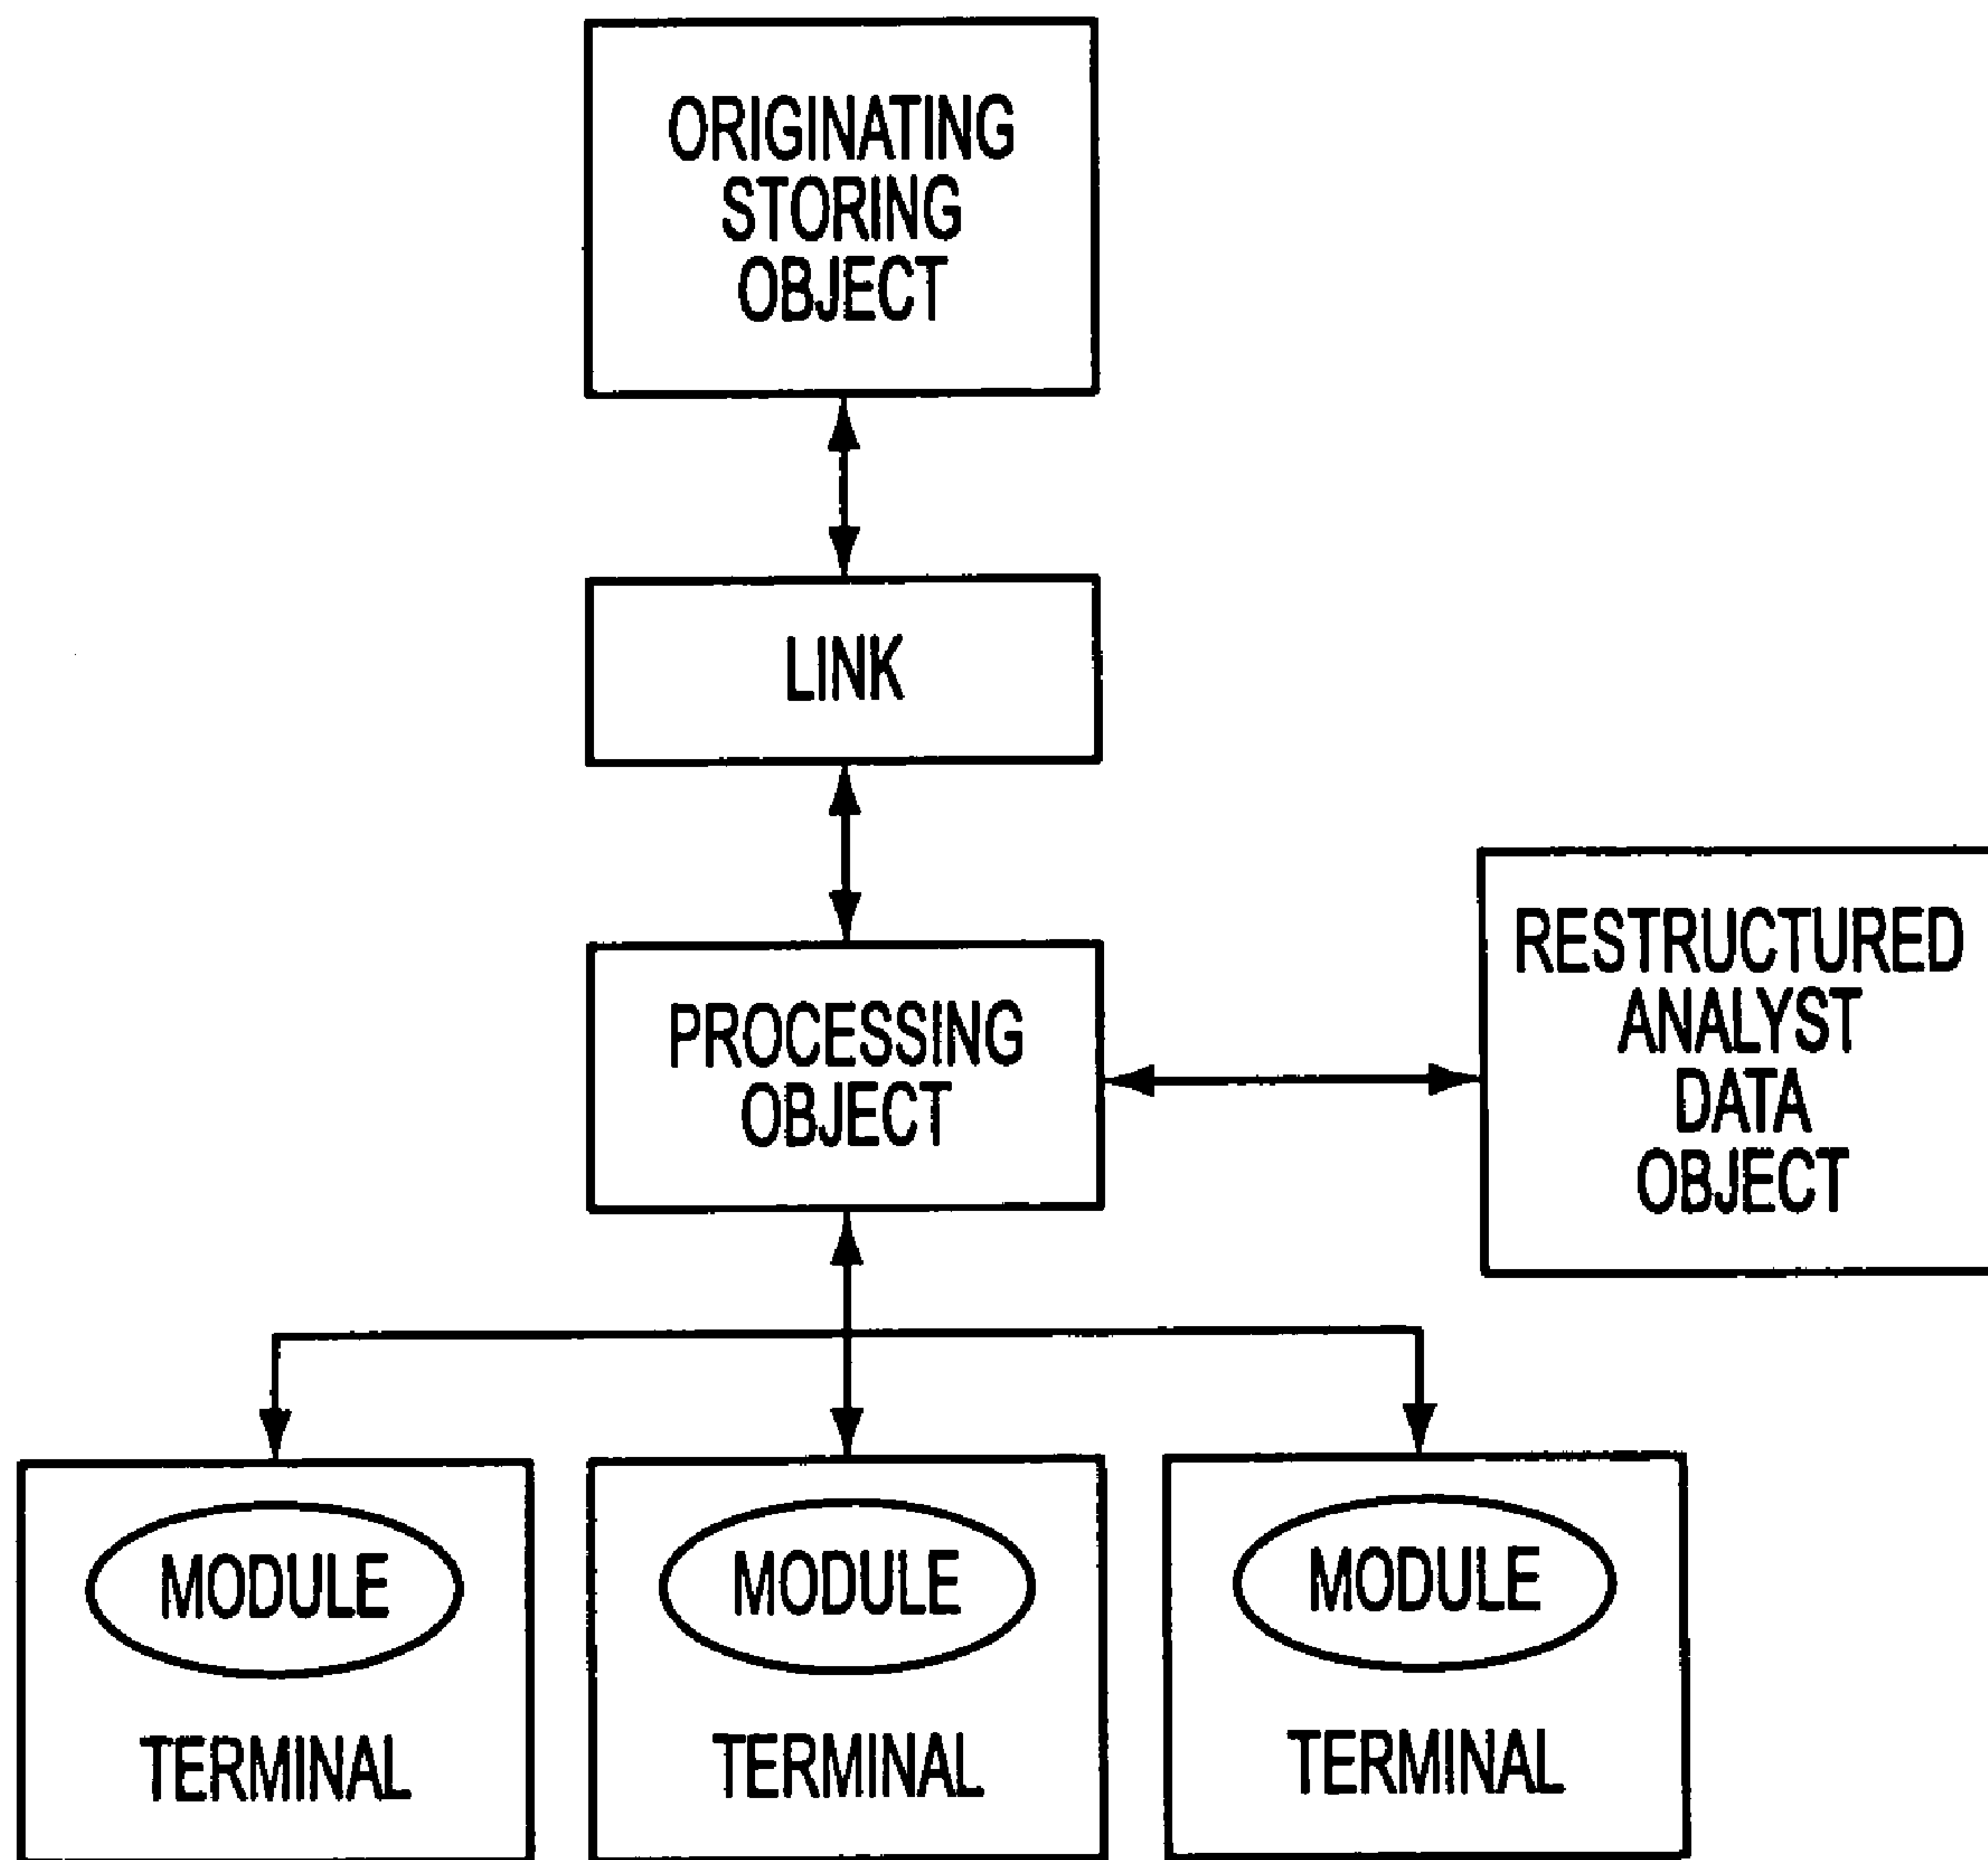 ORIGINATING
STORING
OBJECT
LINK
PROCESSING
OBJECT
RESTRUCTURED
ANALYST
DATA
OBJECT
MODULE
TERMINAL
MODULE
TERMINAL
MODULE
TERMINAL